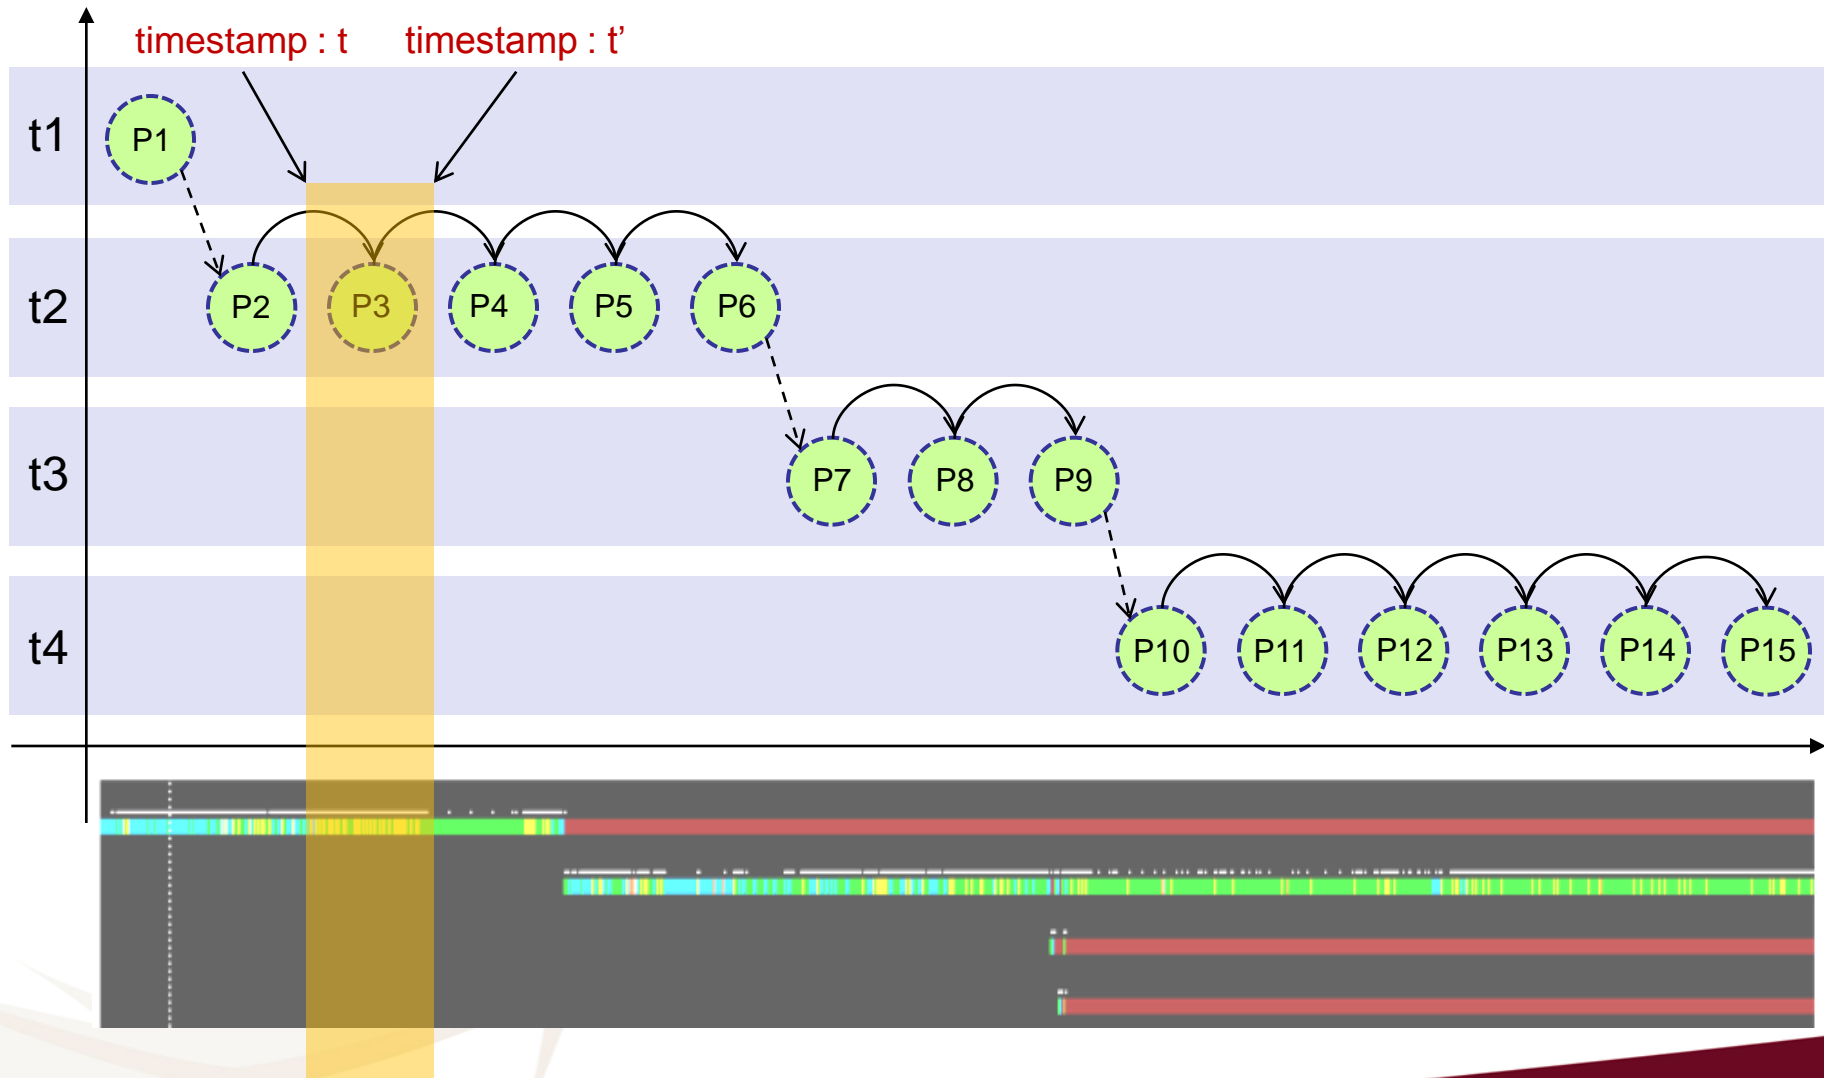 timestamp : t timestamp : t’
t1
P1
t2
P2 P3 P4 P5 P6
t3
P7 P8 P9
t4
P10 P11 P12 P13 P14 P15